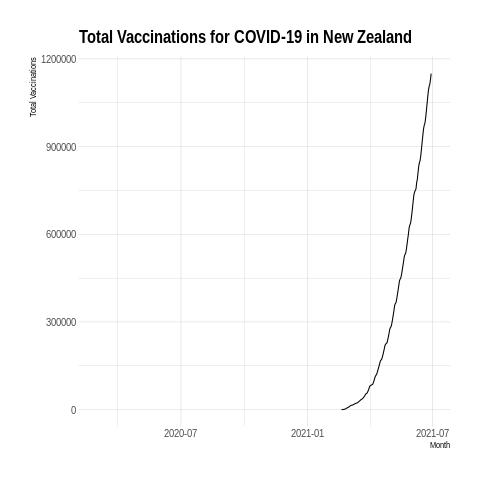 Total Vaccinations for COVID-19 in New Zealand
Total Vaccinations
1200000
900000
600000
300000
0
2020-07
2021-01
2021-07
Month